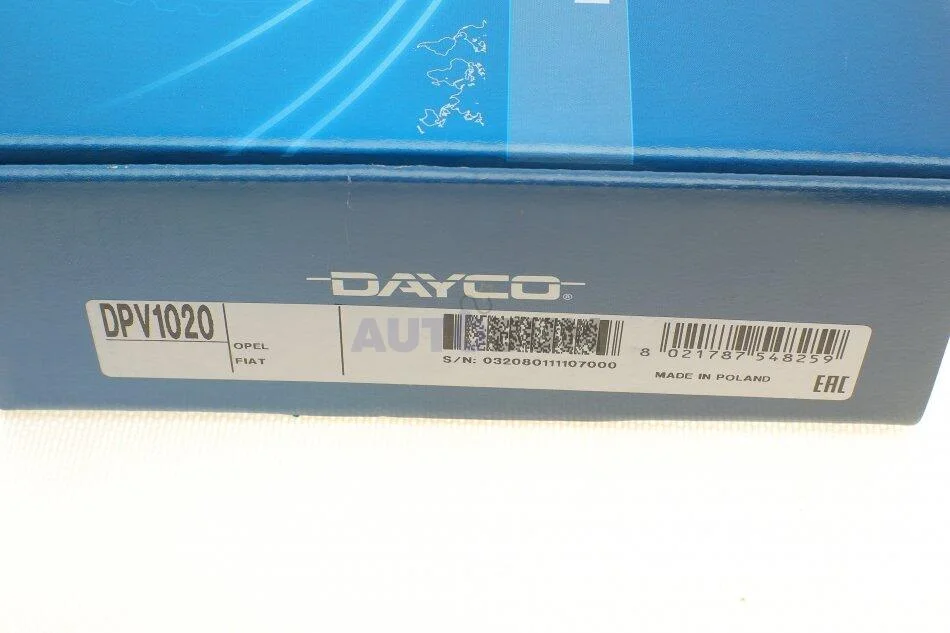 DAYCO®
DPV1020
OPEL
FIAT
AUT
S/N: 032080111107000
8 021787 548259
MADE IN POLAND
EAC